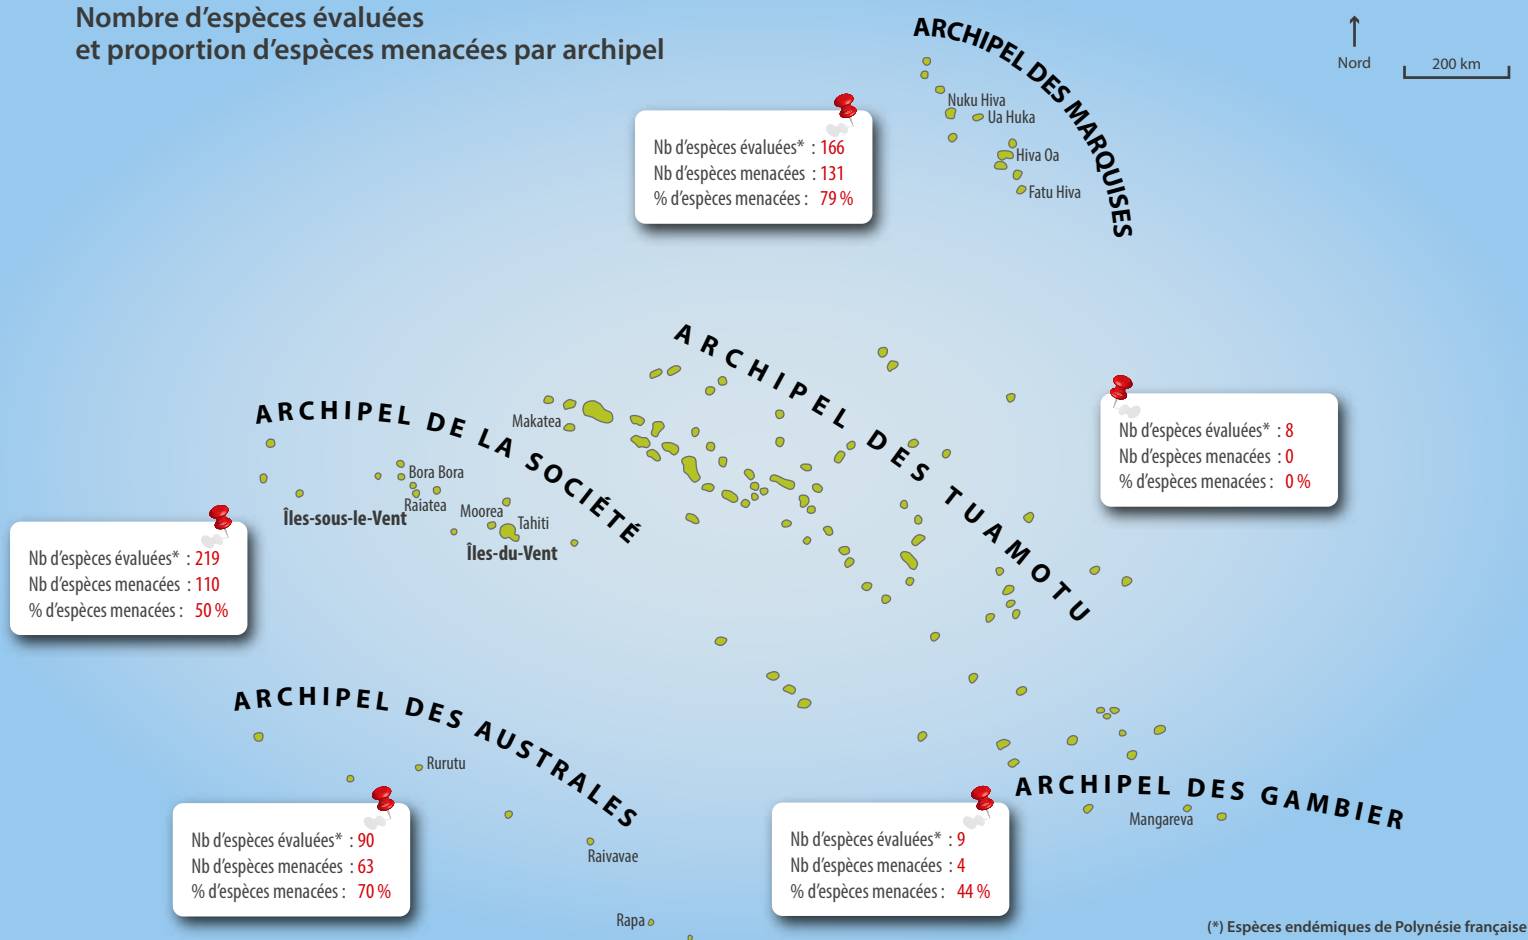 Nombre d'espèces évaluées
et proportion d'espèces menacées par archipel
Nord
200 km
ARCHIPEL DES MARQUISES
Nuku Hiva
Ua Huka
Hiva Oa
Fatu Hiva
Nb d'espèces évaluées* : 166
Nb d'espèces menacées : 131
% d'espèces menacées : 79 %
ARCHIPEL DES TUAMOTU
Makatea
Nb d'espèces évaluées* : 8
Nb d'espèces menacées : 0
% d'espèces menacées : 0 %
ARCHIPEL DE LA SOCIÉTÉ
Bora Bora
Raiatea
Îles-sous-le-Vent
Moorea
Tahiti
Îles-du-Vent
Nb d'espèces évaluées* : 219
Nb d'espèces menacées : 110
% d'espèces menacées : 50 %
ARCHIPEL DES AUSTRALES
Rurutu
Raivavae
Rapa
Nb d'espèces évaluées* : 90
Nb d'espèces menacées : 63
% d'espèces menacées : 70 %
ARCHIPEL DES GAMBIER
Mangareva
Nb d'espèces évaluées* : 9
Nb d'espèces menacées : 4
% d'espèces menacées : 44 %
(*) Espèces endémiques de Polynésie française